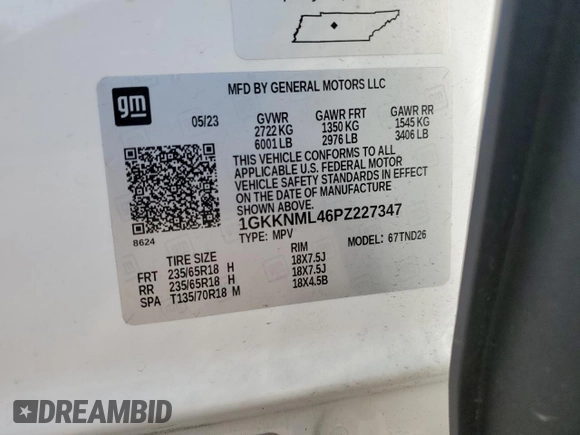 gm
MFD BY GENERAL MOTORS LLC
05/23 GVWR GAWR FRT GAWR RR
2722 KG 1350 KG 1545 KG
6001 LB 2976 LB 3406 LB
THIS VEHICLE CONFORMS TO ALL
APPLICABLE U.S. FEDERAL MOTOR
VEHICLE SAFETY STANDARDS IN EFFECT
ON THE DATE OF MANUFACTURE
SHOWN ABOVE.
1GKKNML46PZ227347
8624 TYPE: MPV MODEL: 67TND26
TIRE SIZE RIM
FRT 235/65R18 H 18X7.5J
RR 235/65R18 H 18X7.5J
SPA T135/70R18 M 18X4.5B
DREAMBID